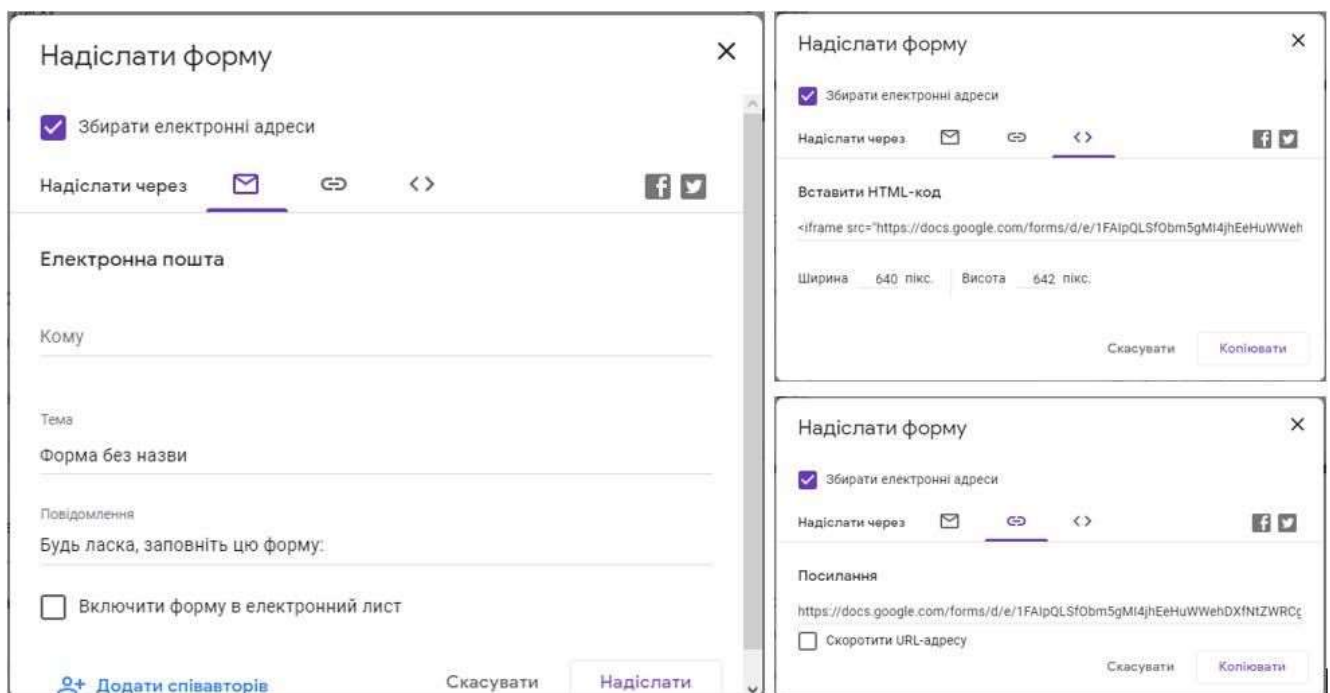 Надіслати форму
Збирати електронні адреси
Надіслати через
Електронна пошта
Кому
Тема
Форма без назви
Повідомлення
Будь ласка, заповніть цю форму:
Включити форму в електронний лист
Додати співавторів Скасувати Надіслати
Надіслати форму
Збирати електронні адреси
Надіслати через
Вставити HTML-код
<iframe src="https://docs.google.com/forms/d/e/1FAIpQLSfObm5gMI4jhEeHuWWeh
Ширина 640 пікс. Висота 642 пікс.
Скасувати Копіювати
Надіслати форму
Збирати електронні адреси
Надіслати через
Посилання
https://docs.google.com/forms/d/e/1FAIpQLSfObm5gMI4jhEeHuWWehDXfNtZWRCg
Скоротити URL-адресу
Скасувати Копіювати